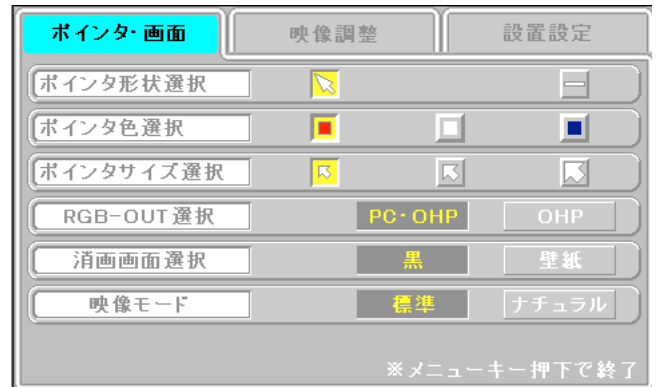 ポインタ・画面 映像調整 設置設定
ポインタ形状選択
ポインタ色選択
ポインタサイズ選択
RGB-OUT選択 PC・OHP OHP
消画画面選択 黒 壁紙
映像モード 標準 ナチュラル
※メニューキー押下で終了